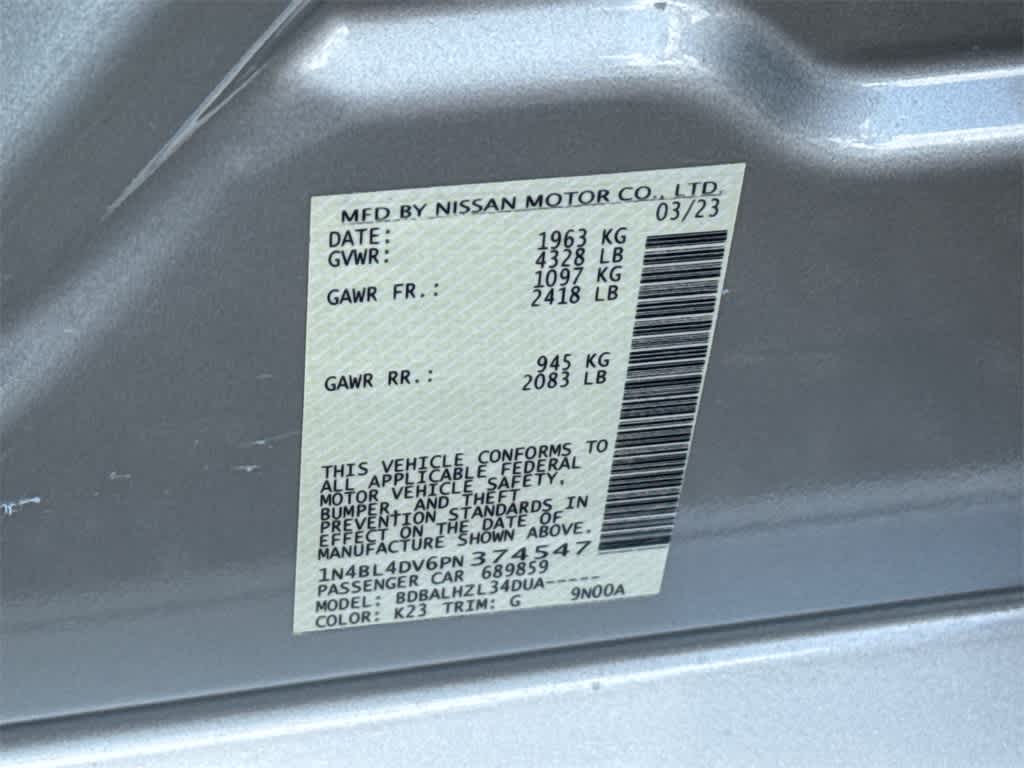 MFD BY NISSAN MOTOR CO., LTD.
DATE: 03/23
GVWR: 1963 KG
4328 LB
GAWR FR.: 1097 KG
2418 LB
GAWR RR.: 945 KG
2083 LB
THIS VEHICLE CONFORMS TO
ALL APPLICABLE FEDERAL
MOTOR VEHICLE SAFETY,
BUMPER, AND THEFT
PREVENTION STANDARDS IN
EFFECT ON THE DATE OF
MANUFACTURE SHOWN ABOVE.
1N4BL4DV6PN374547
PASSENGER CAR 689859
MODEL: BDBALHZL34DUA-----
COLOR: K23 TRIM: G 9N00A